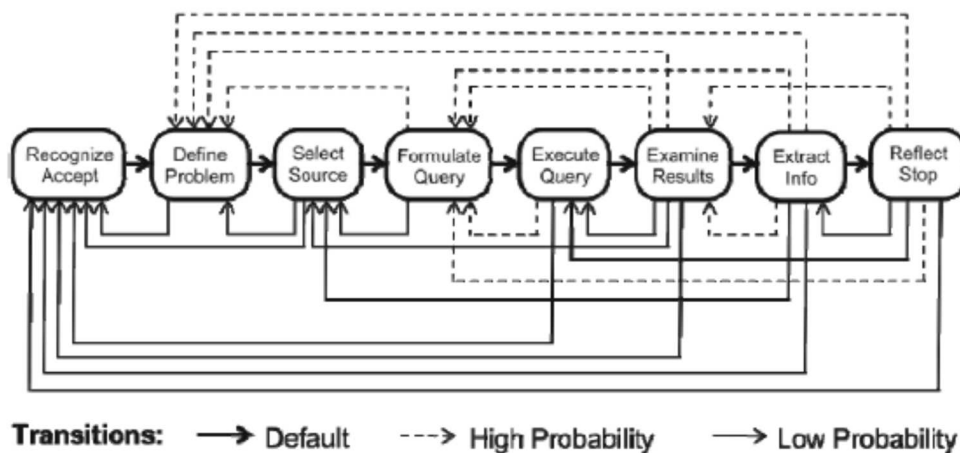 Recognize
Accept
Define
Problem
Select
Source
Formulate
Query
Execute
Query
Examine
Results
Extract
Info
Reflect
Stop
Transitions: Default High Probability Low Probability